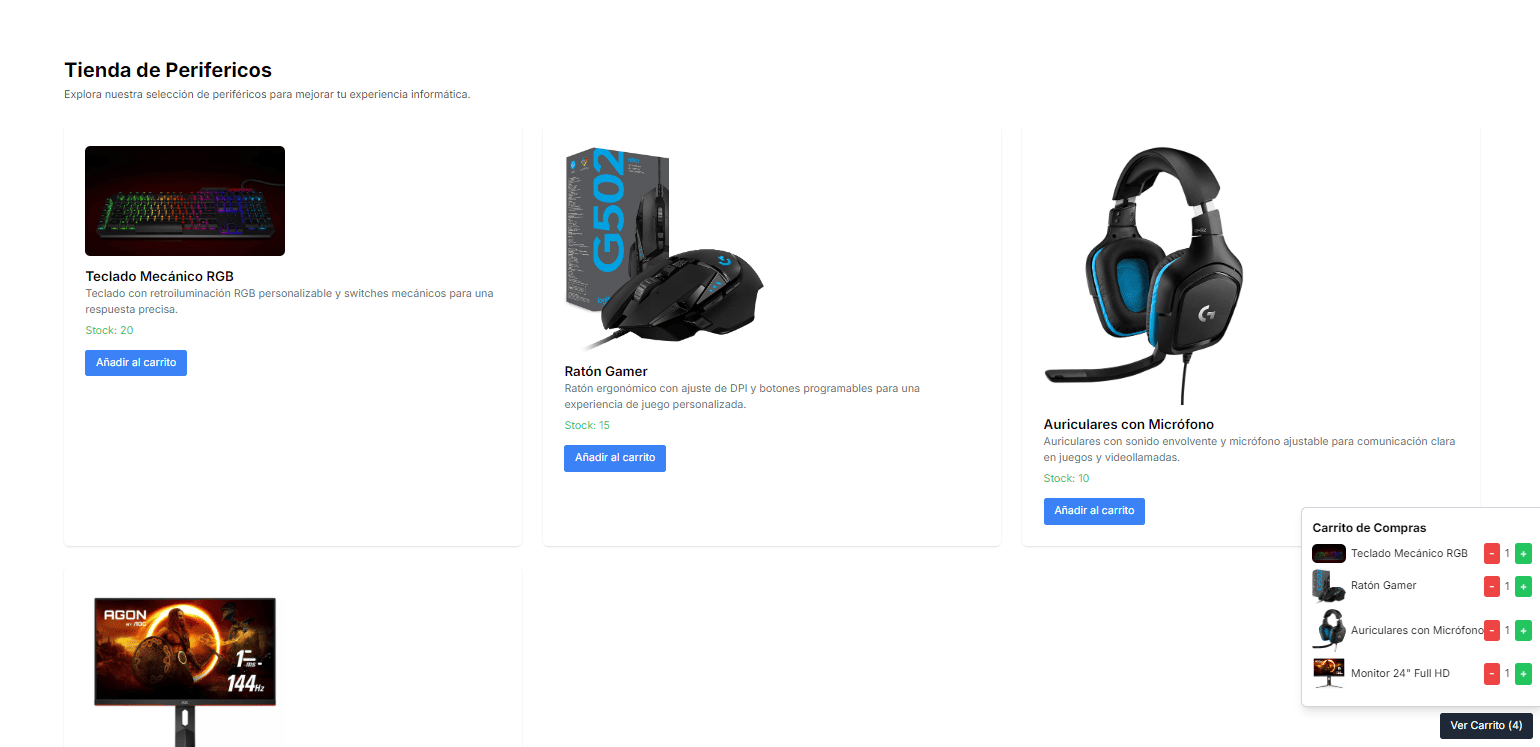 Tienda de Perifericos
Explora nuestra selección de periféricos para mejorar tu experiencia informática.
Teclado Mecánico RGB
Teclado con retroiluminación RGB personalizable y switches mecánicos para una
respuesta precisa.
Stock: 20
Añadir al carrito
G502
Ratón Gamer
Ratón ergonómico con ajuste de DPI y botones programables para una
experiencia de juego personalizada.
Stock: 15
Añadir al carrito
Auriculares con Micrófono
Auriculares con sonido envolvente y micrófono ajustable para comunicación clara
en juegos y videollamadas.
Stock: 10
Añadir al carrito
AGON
BY AOC
1ms
144Hz
Carrito de Compras
Teclado Mecánico RGB - 1 +
Ratón Gamer - 1 +
Auriculares con Micrófono - 1 +
Monitor 24" Full HD - 1 +
Ver Carrito (4)